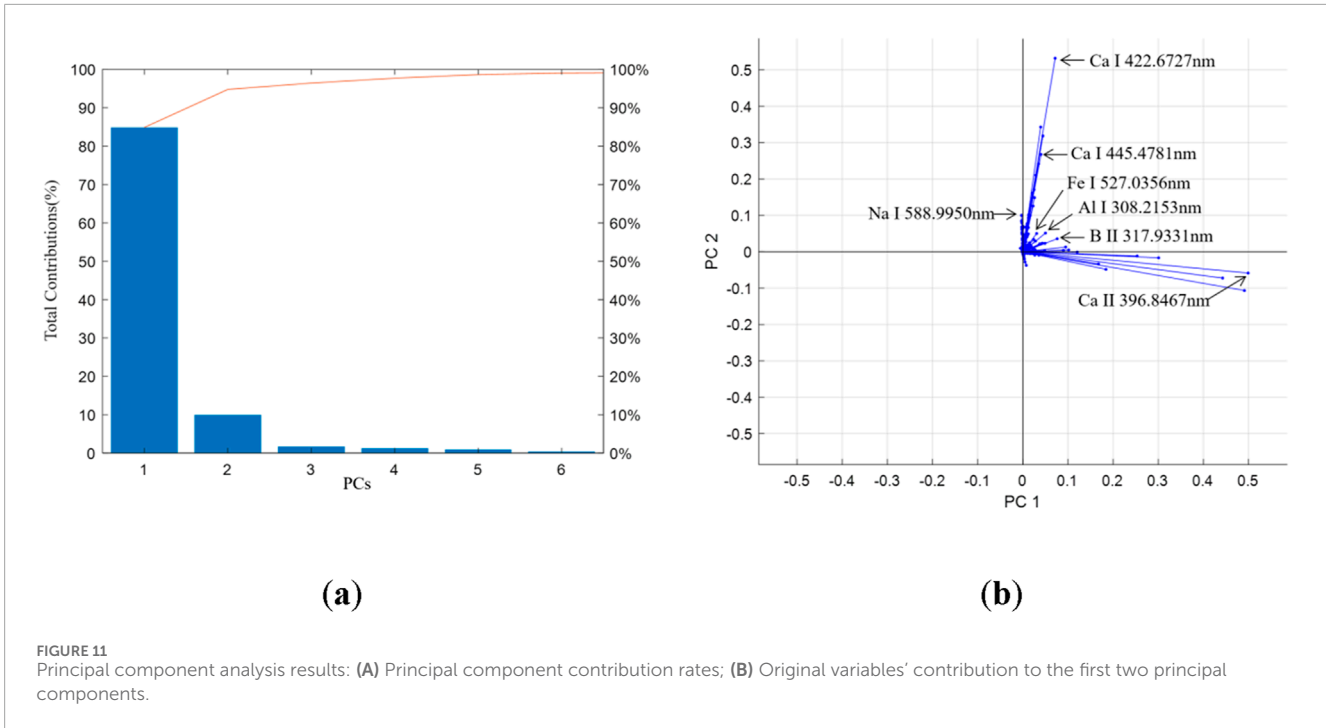 100
90
80
70
60
50
40
30
20
10
0
100%
90%
80%
70%
60%
50%
40%
30%
20%
10%
0%
Total Contributions(%)
1 2 3 4 5 6
PCs
(a)
0.5
0.4
0.3
0.2
0.1
0
-0.1
-0.2
-0.3
-0.4
-0.5
PC 2
Ca I 422.6727nm
Ca I 445.4781nm
Fe I 527.0356nm
Na I 588.9950nm
Al I 308.2153nm
B II 317.9331nm
Ca II 396.8467nm
-0.5 -0.4 -0.3 -0.2 -0.1 0 0.1 0.2 0.3 0.4 0.5
PC 1
(b)
FIGURE 11
Principal component analysis results: (A) Principal component contribution rates; (B) Original variables’ contribution to the first two principal
components.